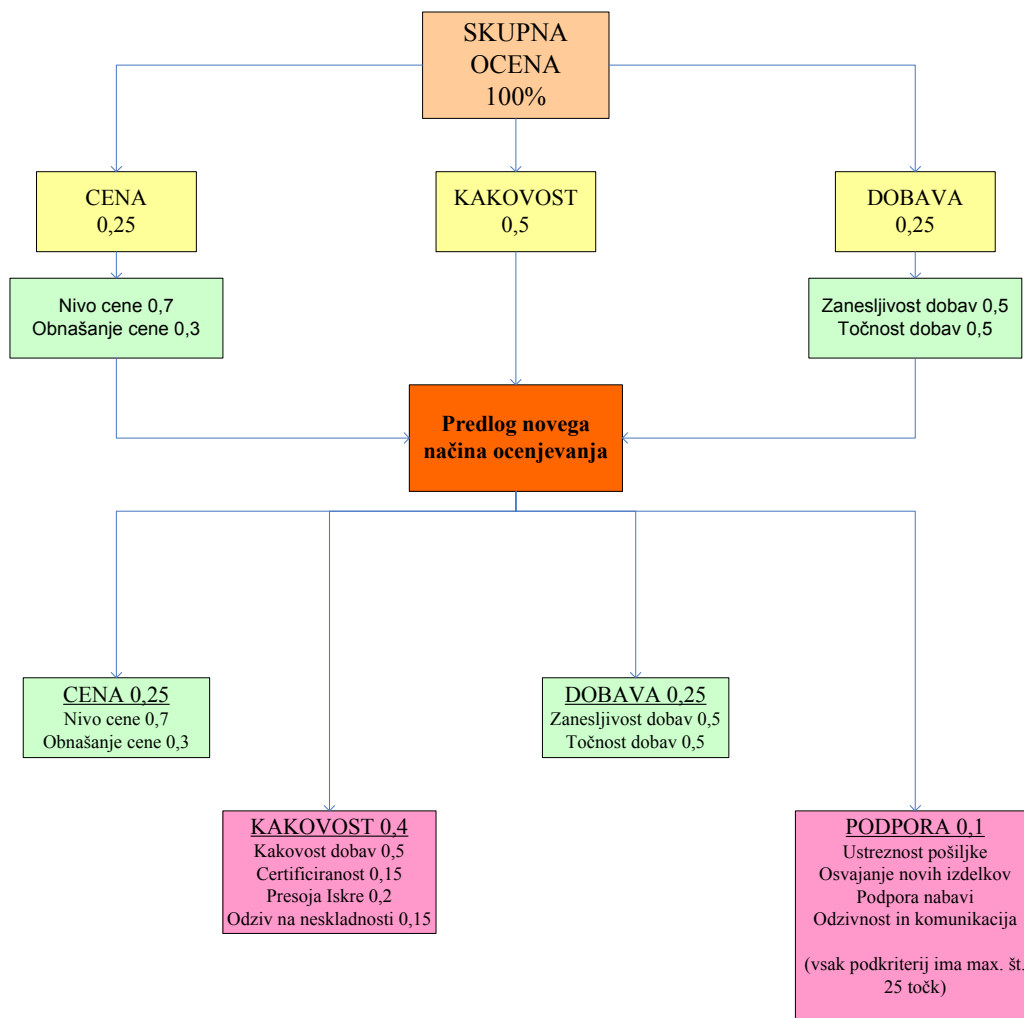 SKUPNA
OCENA
100%
CENA
0,25
KAKOVOST
0,5
DOBAVA
0,25
Nivo cene 0,7
Obnašanje cene 0,3
Zanesljivost dobav 0,5
Točnost dobav 0,5
Predlog novega
načina ocenjevanja
CENA 0,25
Nivo cene 0,7
Obnašanje cene 0,3
DOBAVA 0,25
Zanesljivost dobav 0,5
Točnost dobav 0,5
KAKOVOST 0,4
Kakovost dobav 0,5
Certificiranost 0,15
Presoja Iskre 0,2
Odziv na neskladnosti 0,15
PODPORA 0,1
Ustreznost pošiljke
Osvajanje novih izdelkov
Podpora nabavi
Odzivnost in komunikacija
(vsak podkriterij ima max. št.
25 točk)